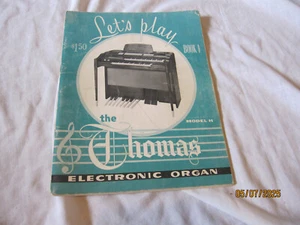 Let's play
$1.50
BOOK 1
the
MODEL H
Thomas
ELECTRONIC ORGAN
05/07/2025